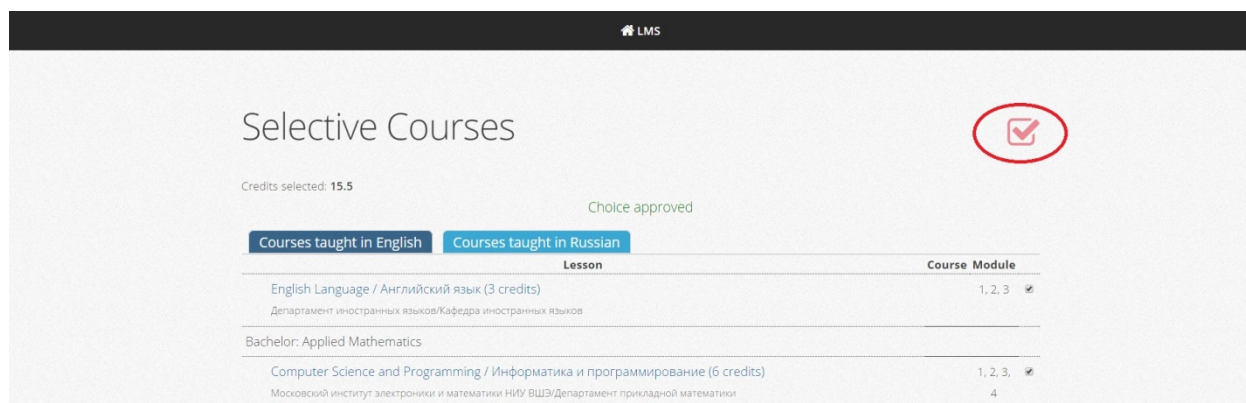 LMS
Selective Courses
Credits selected: 15.5
Choice approved
Courses taught in English Courses taught in Russian
Lesson Course Module
English Language / Английский язык (3 credits) 1, 2, 3
Департамент иностранных языков/Кафедра иностранных языков
Bachelor: Applied Mathematics
Computer Science and Programming / Информатика и программирование (6 credits) 1, 2, 3,
Московский институт электроники и математики НИУ ВШЭ/Департамент прикладной математики 4